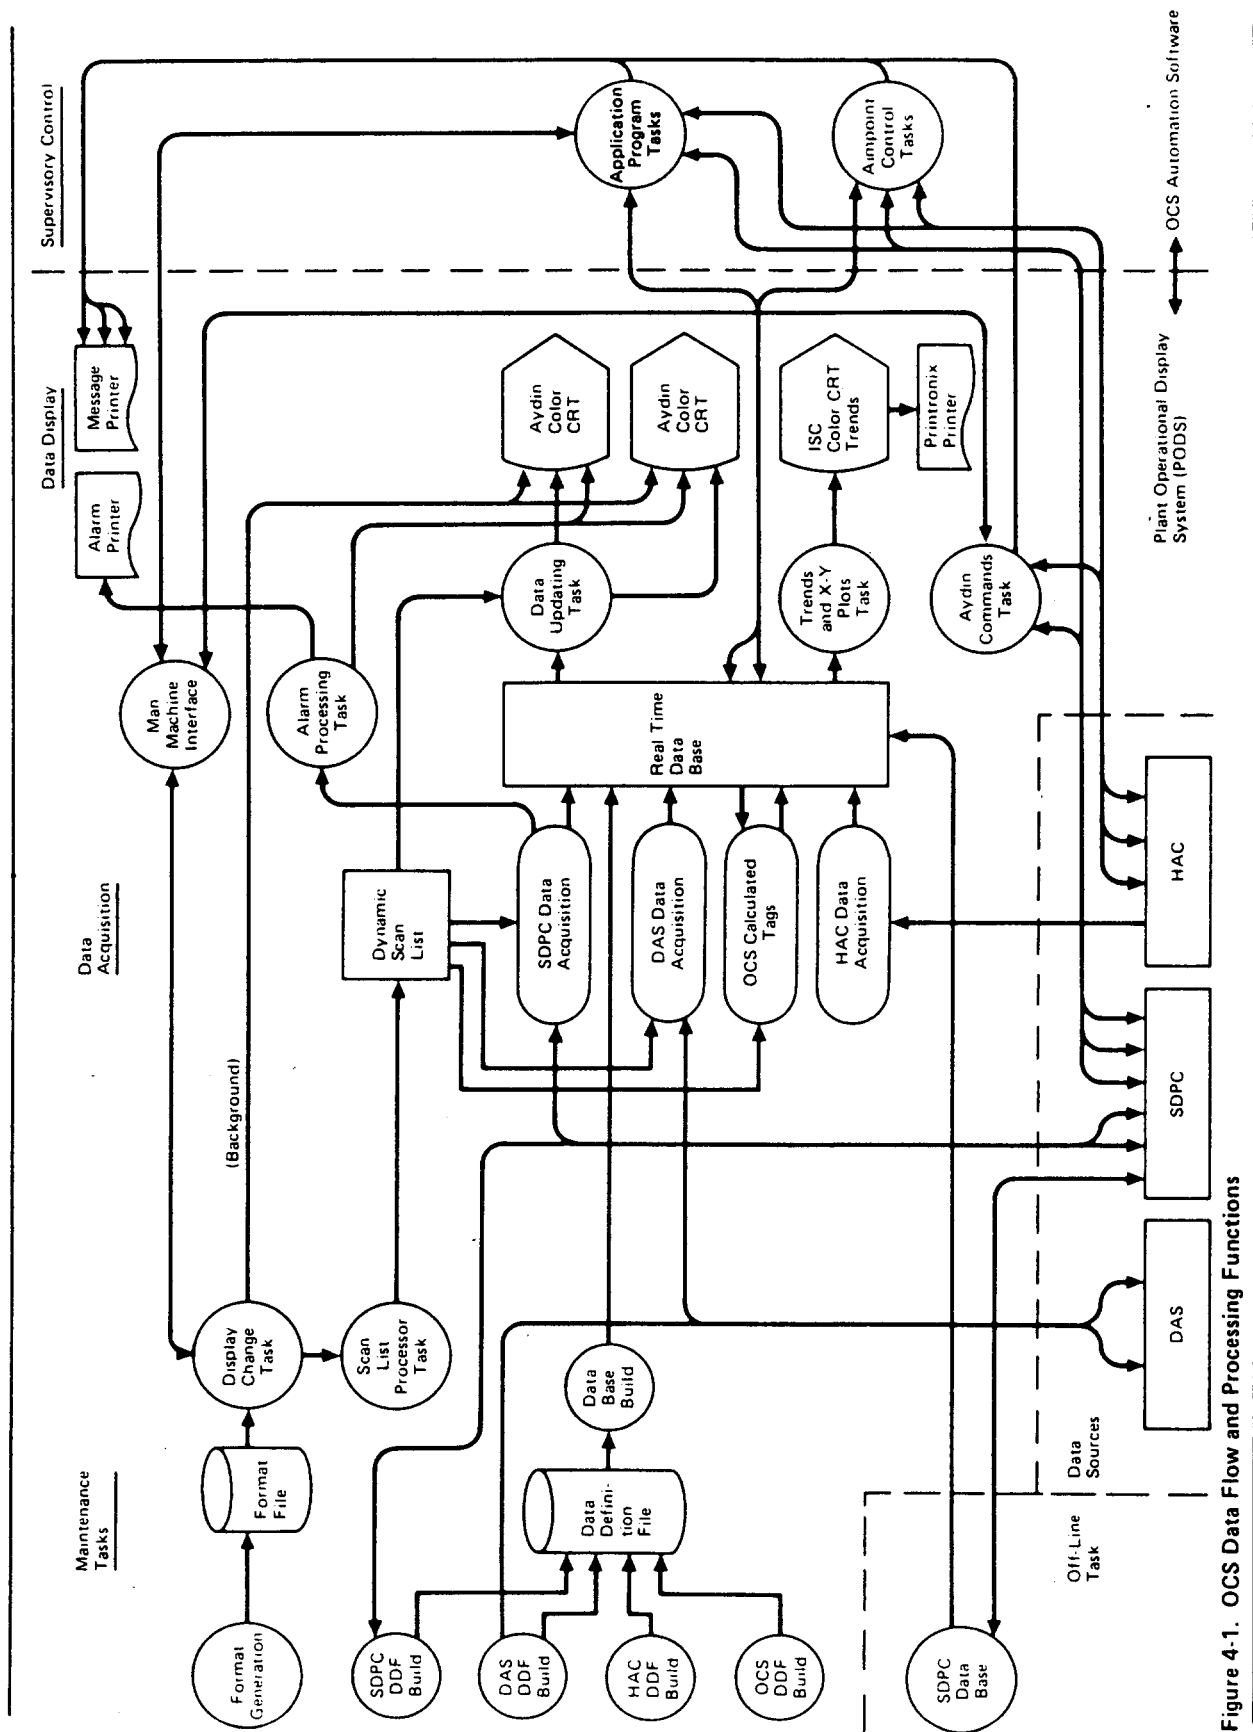 Maintenance
Tasks
Data
Acquisition
Data Display
Supervisory Control
Format
Generation
Format
File
Display
Change
Task
(Background)
Man
Machine
Interface
Alarm
Printer
Message
Printer
Scan
List
Processor
Task
Dynamic
Scan
List
Alarm
Processing
Task
SDPC
DDF
Build
DAS
DDF
Build
HAC
DDF
Build
OCS
DDF
Build
Data
Defini-
tion
File
Data
Base
Build
SDPC Data
Acquisition
DAS Data
Acquisition
OCS Calculated
Tags
HAC Data
Acquisition
Real Time
Data
Base
Data
Updating
Task
Aydin
Color
CRT
Aydin
Color
CRT
Trends
and X-Y
Plots
Task
ISC
Color CRT
Trends
Printronix
Printer
Application
Program
Tasks
Aimpoint
Control
Tasks
Aydin
Commands
Task
SDPC
Data
Base
Off-Line
Task
Data
Sources
DAS
SDPC
HAC
Plant Operational Display
System (PODS)
OCS Automation Software
Figure 4-1. OCS Data Flow and Processing Functions